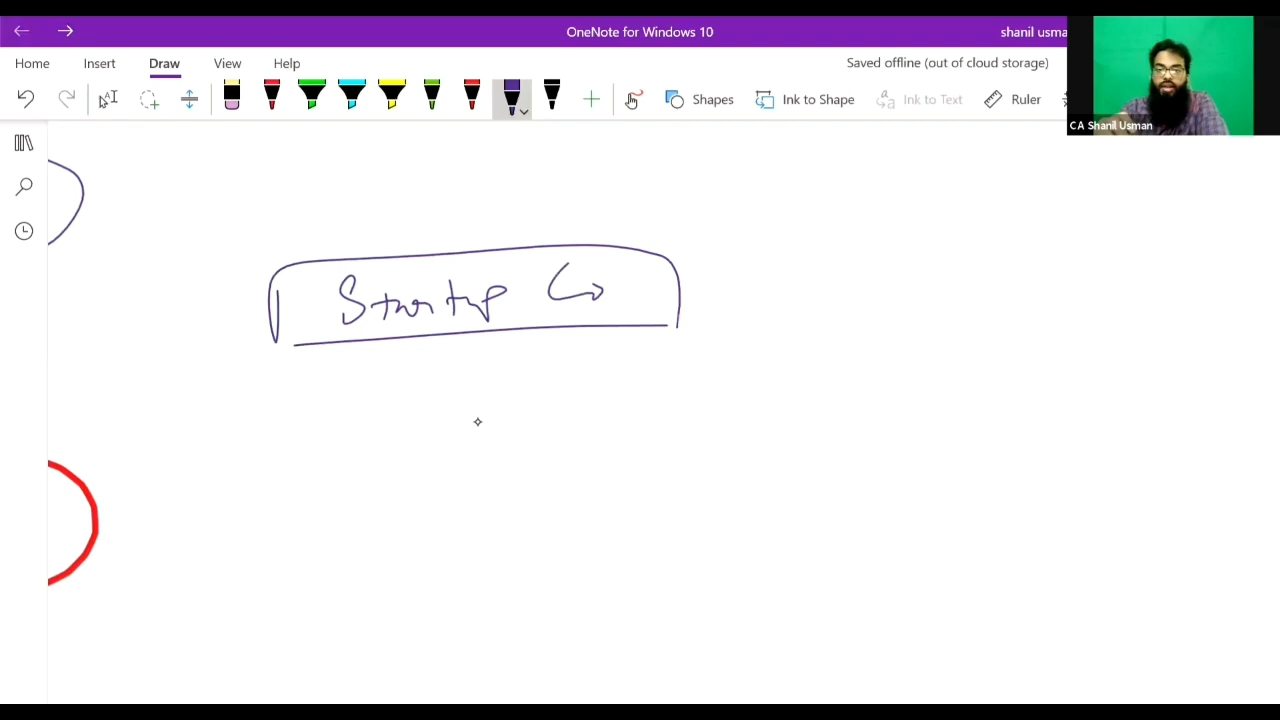 OneNote for Windows 10
shanil usma
Home Insert Draw View Help
Saved offline (out of cloud storage)
Shapes Ink to Shape Ink to Text Ruler
CA Shanil Usman
Startup Co